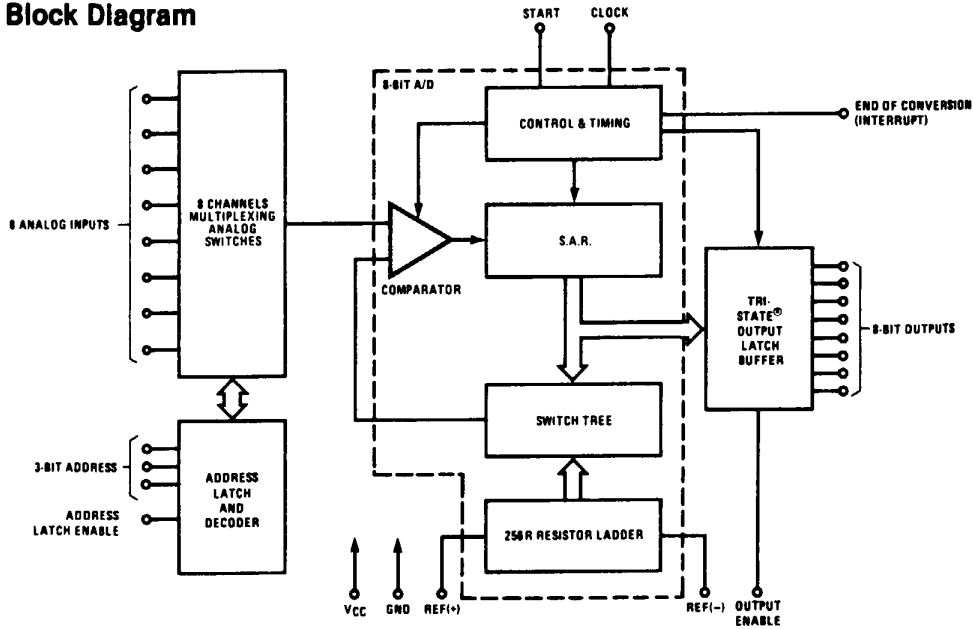 Block Diagram
START
CLOCK
8-BIT A/D
END OF CONVERSION
(INTERRUPT)
CONTROL & TIMING
8 ANALOG INPUTS
8 CHANNELS
MULTIPLEXING
ANALOG
SWITCHES
S.A.R.
COMPARATOR
TRI-
STATE®
OUTPUT
LATCH
BUFFER
8-BIT OUTPUTS
SWITCH TREE
3-BIT ADDRESS
ADDRESS
LATCH ENABLE
ADDRESS
LATCH
AND
DECODER
256R RESISTOR LADDER
VCC
GND
REF(+)
REF(−)
OUTPUT
ENABLE